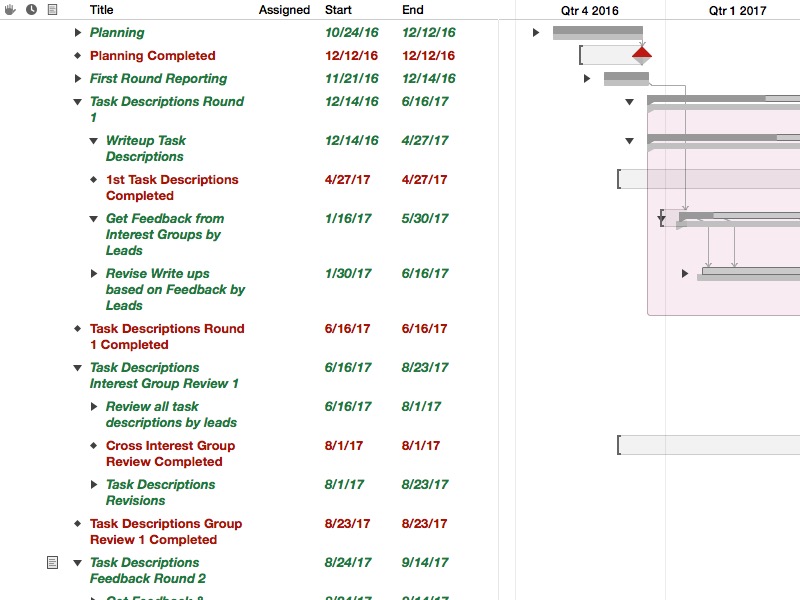 Title Assigned Start End Qtr 4 2016 Qtr 1 2017
Planning 10/24/16 12/12/16
Planning Completed 12/12/16 12/12/16
First Round Reporting 11/21/16 12/14/16
Task Descriptions Round 12/14/16 6/16/17
1
Writeup Task 12/14/16 4/27/17
Descriptions
1st Task Descriptions 4/27/17 4/27/17
Completed
Get Feedback from 1/16/17 5/30/17
Interest Groups by
Leads
Revise Write ups 1/30/17 6/16/17
based on Feedback by
Leads
Task Descriptions Round 6/16/17 6/16/17
1 Completed
Task Descriptions 6/16/17 8/23/17
Interest Group Review 1
Review all task 6/16/17 8/1/17
descriptions by leads
Cross Interest Group 8/1/17 8/1/17
Review Completed
Task Descriptions 8/1/17 8/23/17
Revisions
Task Descriptions Group 8/23/17 8/23/17
Review 1 Completed
Task Descriptions 8/24/17 9/14/17
Feedback Round 2